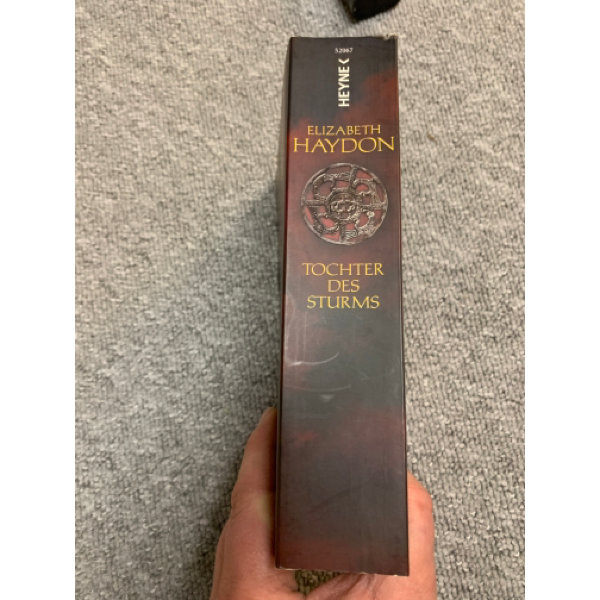 52067
HEYNE <
ELIZABETH
HAYDON
TOCHTER
DES
STURMS